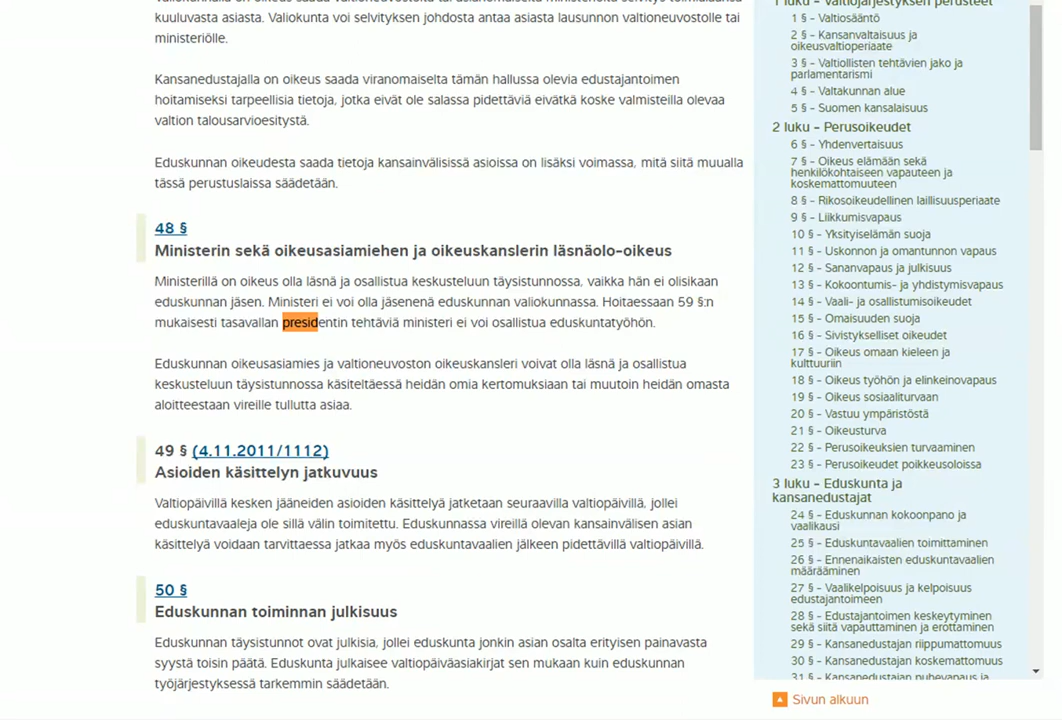 kuuluvasta asiasta. Valiokunta voi selvityksen johdosta antaa asiasta lausunnon valtioneuvostolle tai
ministeriölle.
Kansanedustajalla on oikeus saada viranomaiselta tämän hallussa olevia edustajantoimen
hoitamiseksi tarpeellisia tietoja, jotka eivät ole salassa pidettäviä eivätkä koske valmisteilla olevaa
valtion talousarvioesitystä.
Eduskunnan oikeudesta saada tietoja kansainvälisissä asioissa on lisäksi voimassa, mitä siitä muualla
tässä perustuslaissa säädetään.
48 §
Ministerin sekä oikeusasiamiehen ja oikeuskanslerin läsnäolo-oikeus
Ministerillä on oikeus olla läsnä ja osallistua keskusteluun täysistunnossa, vaikka hän ei olisikaan
eduskunnan jäsen. Ministeri ei voi olla jäsenenä eduskunnan valiokunnassa. Hoitaessaan 59 §:n
mukaisesti tasavallan presidentin tehtäviä ministeri ei voi osallistua eduskuntatyöhön.
Eduskunnan oikeusasiamies ja valtioneuvoston oikeuskansleri voivat olla läsnä ja osallistua
keskusteluun täysistunnossa käsiteltäessä heidän omia kertomuksiaan tai muutoin heidän omasta
aloitteestaan vireille tullutta asiaa.
49 § (4.11.2011/1112)
Asioiden käsittelyn jatkuvuus
Valtiopäivillä kesken jääneiden asioiden käsittelyä jatketaan seuraavilla valtiopäivillä, jollei
eduskuntavaaleja ole sillä välin toimitettu. Eduskunnassa vireillä olevan kansainvälisen asian
käsittelyä voidaan tarvittaessa jatkaa myös eduskuntavaalien jälkeen pidettävillä valtiopäivillä.
50 §
Eduskunnan toiminnan julkisuus
Eduskunnan täysistunnot ovat julkisia, jollei eduskunta jonkin asian osalta erityisen painavasta
syystä toisin päätä. Eduskunta julkaisee valtiopäiväasiakirjat sen mukaan kuin eduskunnan
työjärjestyksessä tarkemmin säädetään.
1 luku - Valtiojärjestyksen perusteet
1 § - Valtiosääntö
2 § - Kansanvaltaisuus ja
oikeusvaltioperiaate
3 § - Valtiollisten tehtävien jako ja
parlamentarismi
4 § - Valtakunnan alue
5 § - Suomen kansalaisuus
2 luku - Perusoikeudet
6 § - Yhdenvertaisuus
7 § - Oikeus elämään sekä
henkilökohtaiseen vapauteen ja
koskemattomuuteen
8 § - Rikosoikeudellinen laillisuusperiaate
9 § - Liikkumisvapaus
10 § - Yksityiselämän suoja
11 § - Uskonnon ja omantunnon vapaus
12 § - Sananvapaus ja julkisuus
13 § - Kokoontumis- ja yhdistymisvapaus
14 § - Vaali- ja osallistumisoikeudet
15 § - Omaisuuden suoja
16 § - Sivistykselliset oikeudet
17 § - Oikeus omaan kieleen ja
kulttuuriin
18 § - Oikeus työhön ja elinkeinovapaus
19 § - Oikeus sosiaaliturvaan
20 § - Vastuu ympäristöstä
21 § - Oikeusturva
22 § - Perusoikeuksien turvaaminen
23 § - Perusoikeudet poikkeusoloissa
3 luku - Eduskunta ja
kansanedustajat
24 § - Eduskunnan kokoonpano ja
vaalikausi
25 § - Eduskuntavaalien toimittaminen
26 § - Ennenaikaisten eduskuntavaalien
määrääminen
27 § - Vaalikelpoisuus ja kelpoisuus
edustajantoimeen
28 § - Edustajantoimen keskeytyminen
sekä siitä vapauttaminen ja erottaminen
29 § - Kansanedustajan riippumattomuus
30 § - Kansanedustajan koskemattomuus
31 § - Kansanedustajan puhevapaus ja
Sivun alkuun